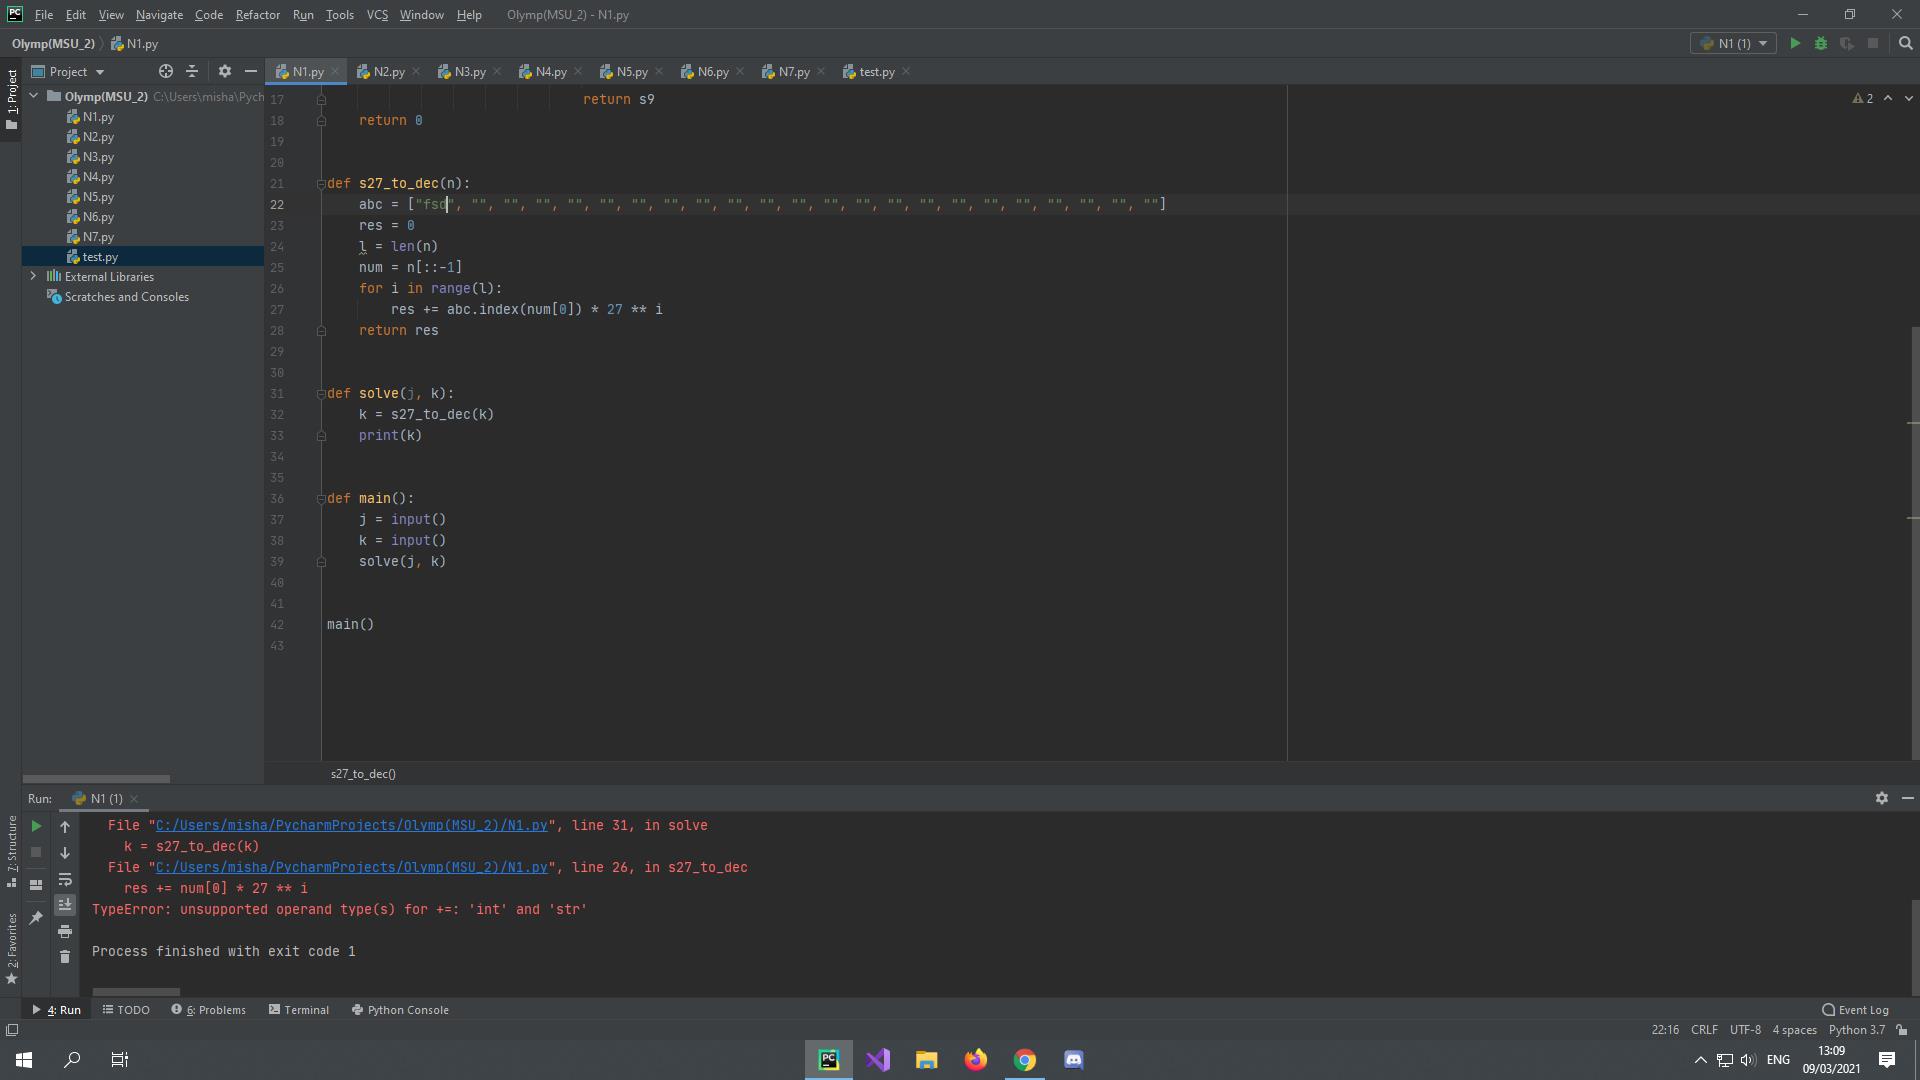 PC File Edit View Navigate Code Refactor Run Tools VCS Window Help Olymp(MSU_2) - N1.py
Olymp(MSU_2) N1.py N1 (1)
1: Project
Project
N1.py N2.py N3.py N4.py N5.py N6.py N7.py test.py
Olymp(MSU_2) C:\Users\misha\Pych
N1.py
N2.py
N3.py
N4.py
N5.py
N6.py
N7.py
test.py
External Libraries
Scratches and Consoles
2
17 return s9
18 return 0
19
20
21 def s27_to_dec(n):
22 abc = ["fsd", "", "", "", "", "", "", "", "", "", "", "", "", "", "", "", "", "", "", "", "", "", ""]
23 res = 0
24 l = len(n)
25 num = n[::-1]
26 for i in range(l):
27 res += abc.index(num[0]) * 27 ** i
28 return res
29
30
31 def solve(j, k):
32 k = s27_to_dec(k)
33 print(k)
34
35
36 def main():
37 j = input()
38 k = input()
39 solve(j, k)
40
41
42 main()
43
s27_to_dec()
Run: N1 (1)
File "C:/Users/misha/PycharmProjects/Olymp(MSU_2)/N1.py", line 31, in solve
k = s27_to_dec(k)
File "C:/Users/misha/PycharmProjects/Olymp(MSU_2)/N1.py", line 26, in s27_to_dec
res += num[0] * 27 ** i
TypeError: unsupported operand type(s) for +=: 'int' and 'str'
Process finished with exit code 1
7: Structure
2: Favorites
4: Run TODO 6: Problems Terminal Python Console Event Log
22:16 CRLF UTF-8 4 spaces Python 3.7
PC ENG 13:09
09/03/2021